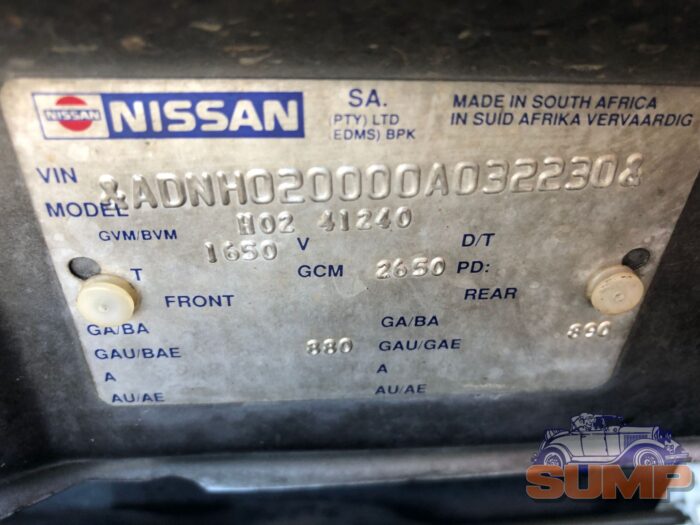 NISSAN SA.
(PTY) LTD
EDMS) BPK
MADE IN SOUTH AFRICA
IN SUID AFRIKA VERVAARDIG
VIN &ADNH020000A032230&
MODEL H02 41240
GVM/BVM 1650 V D/T
T GCM 2650 PD:
FRONT REAR
GA/BA GA/BA
GAU/BAE 880 GAU/GAE 890
A A
AU/AE AU/AE
SUMP